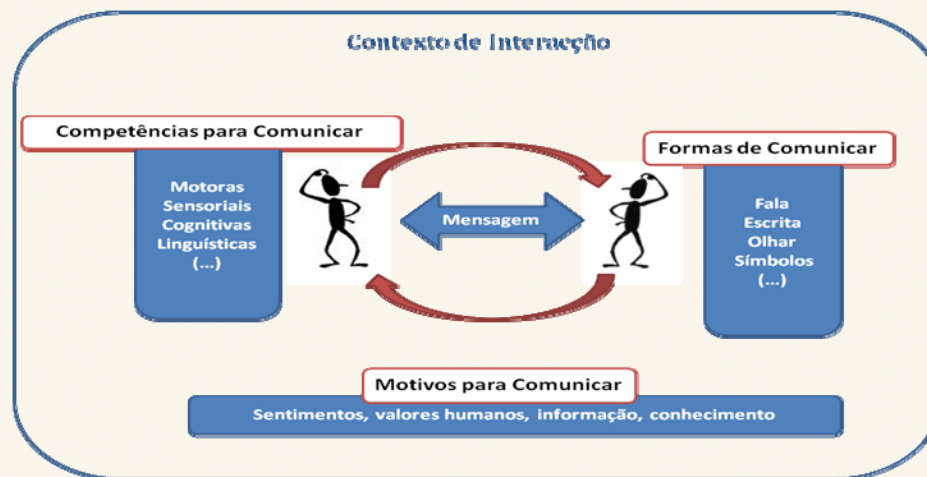 Contexto de Interacção
Competências para Comunicar
Motoras
Sensoriais
Cognitivas
Linguísticas
(...)
Mensagem
Formas de Comunicar
Fala
Escrita
Olhar
Símbolos
(...)
Motivos para Comunicar
Sentimentos, valores humanos, informação, conhecimento